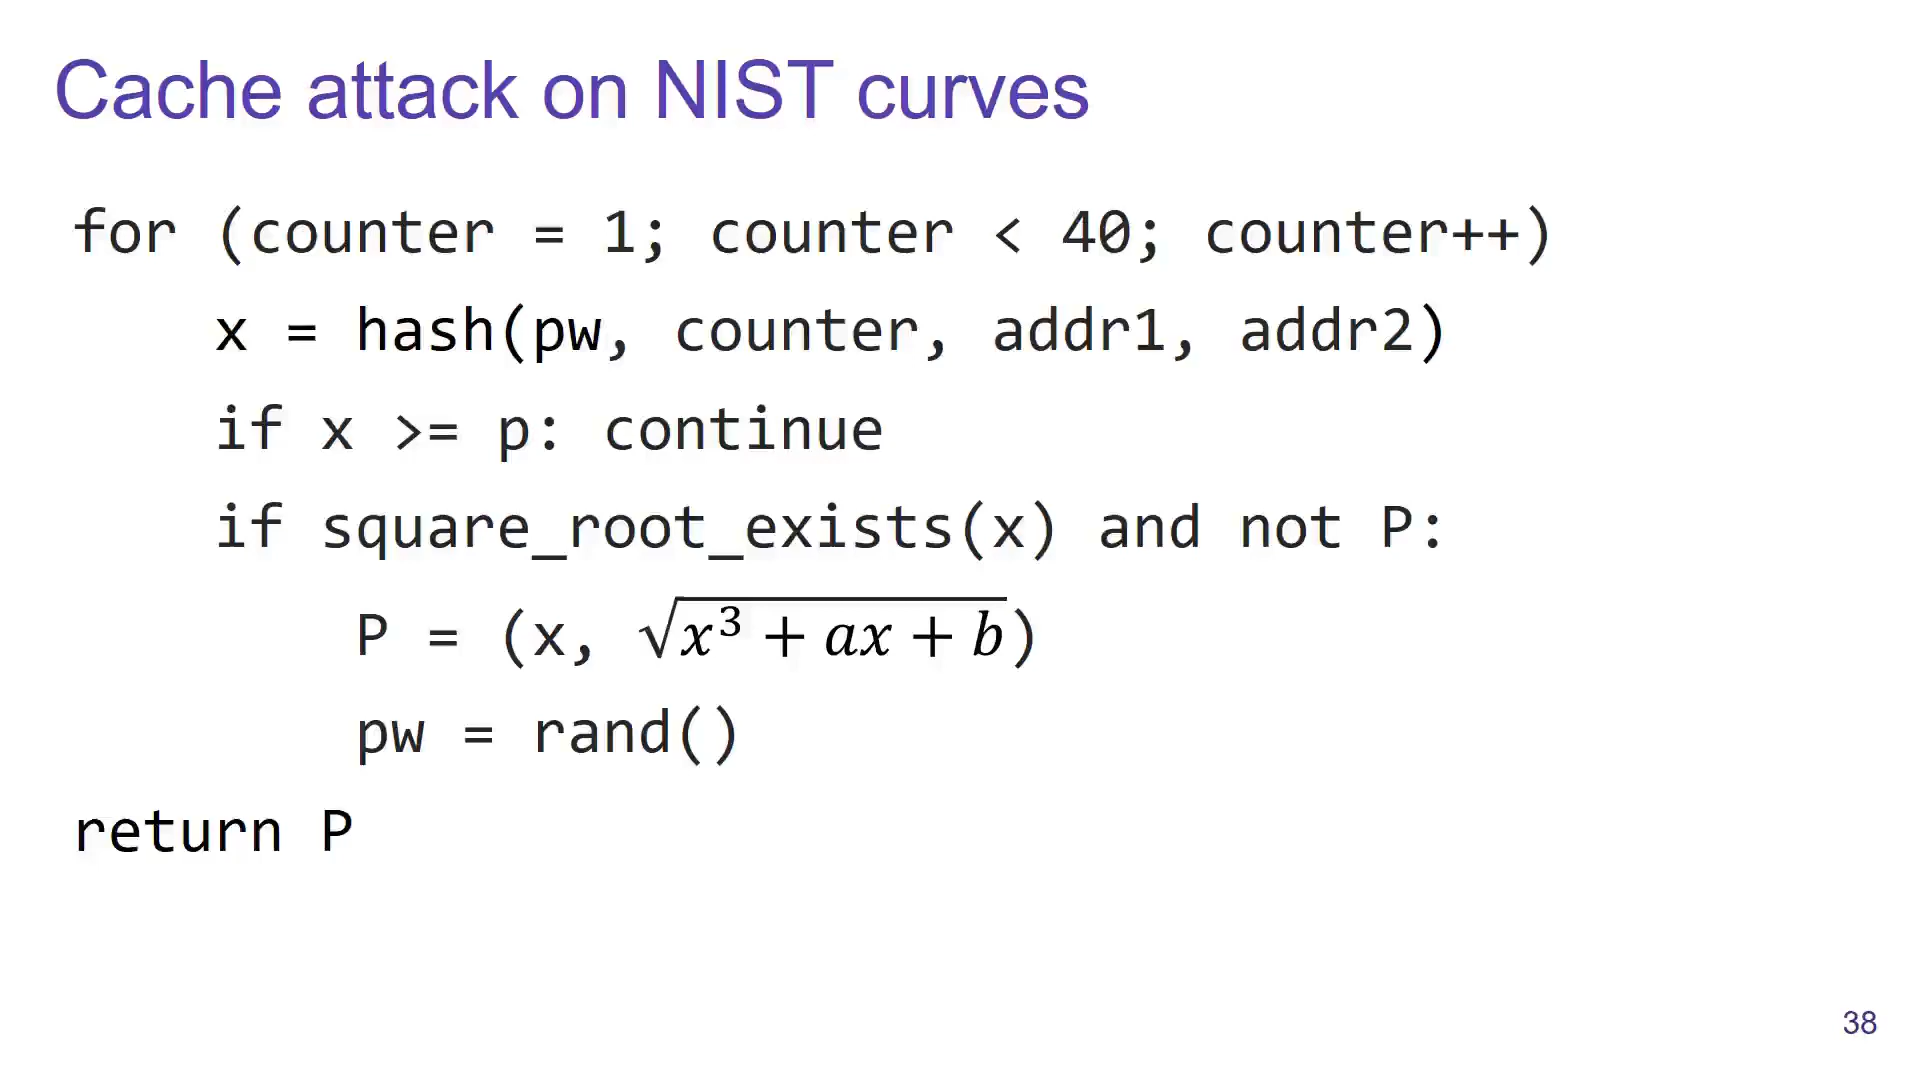 Cache attack on NIST curves
for (counter = 1; counter < 40; counter++)
x = hash(pw, counter, addr1, addr2)
if x >= p: continue
if square_root_exists(x) and not P:
P = (x, √x³ + ax + b)
pw = rand()
return P
38